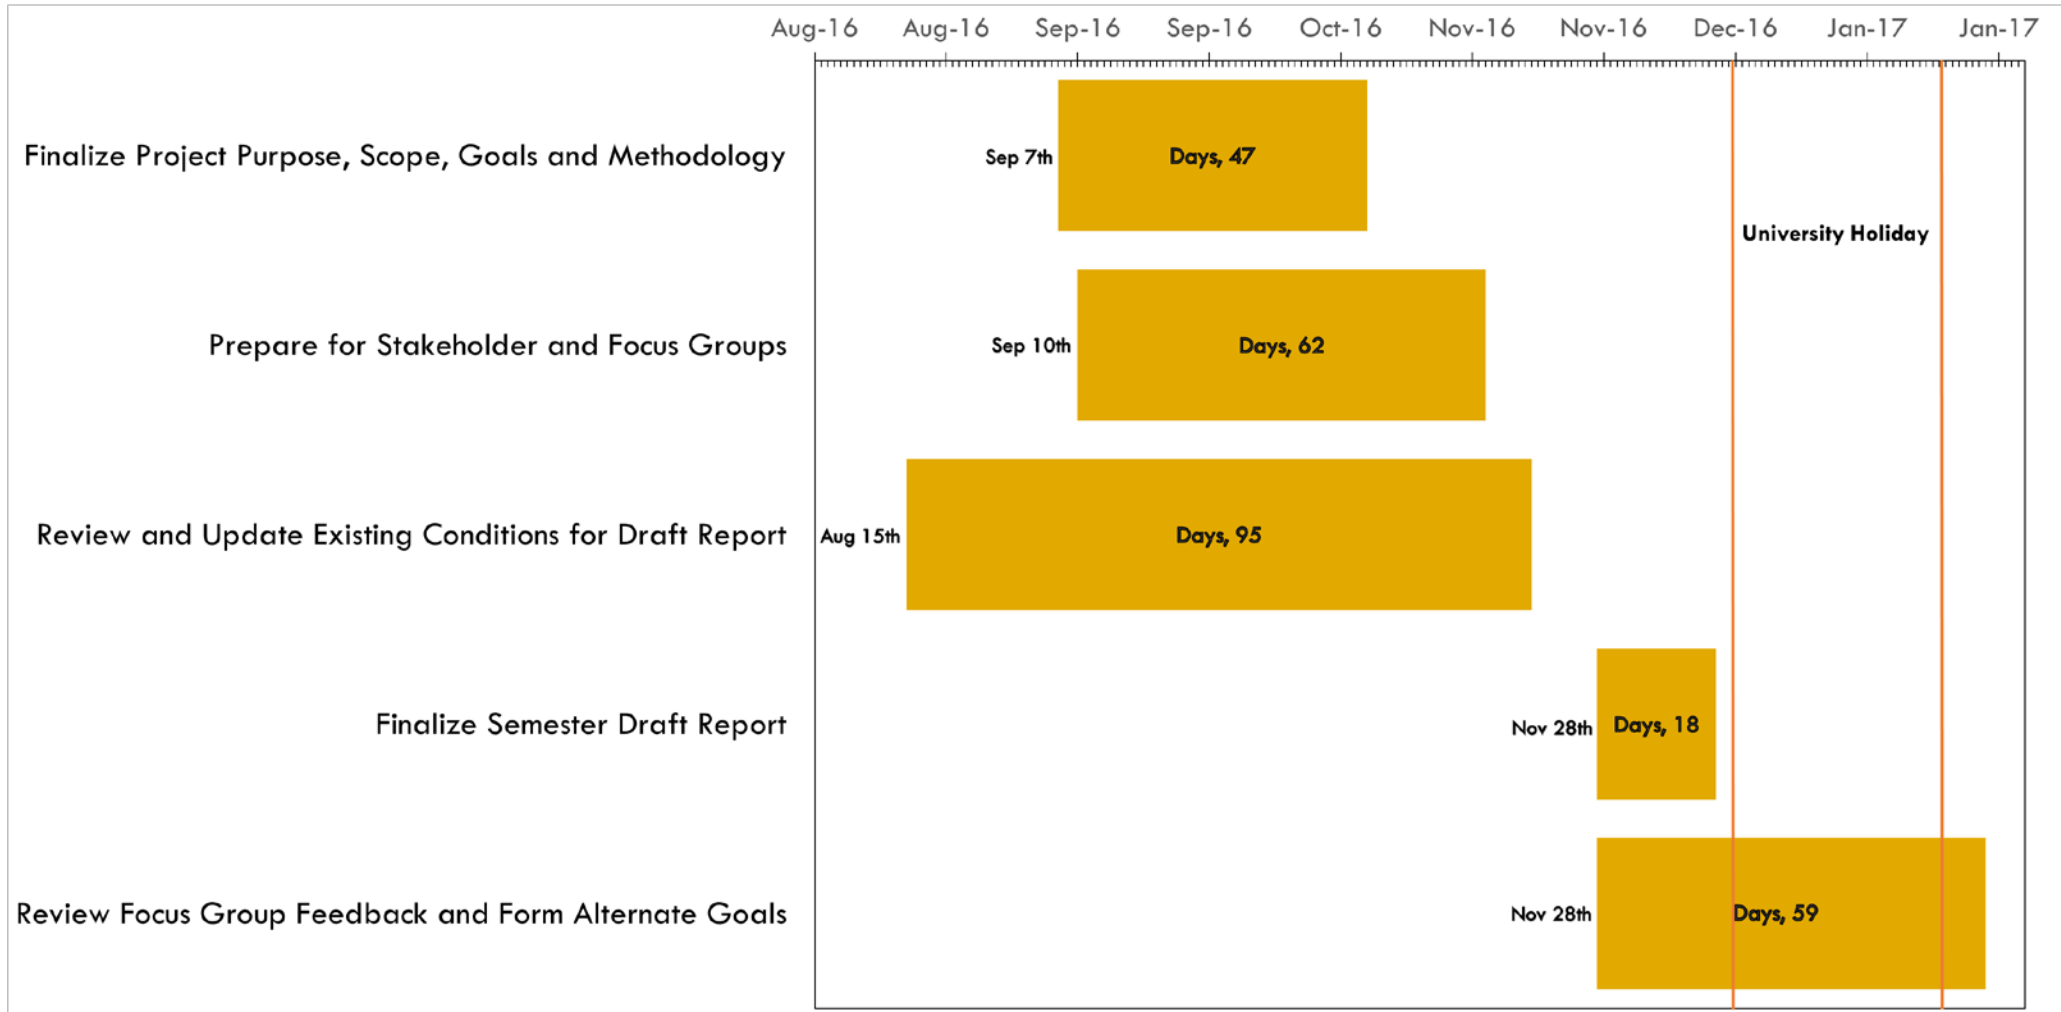 Aug-16 Aug-16 Sep-16 Sep-16 Oct-16 Nov-16 Nov-16 Dec-16 Jan-17 Jan-17
Finalize Project Purpose, Scope, Goals and Methodology
Sep 7th
Days, 47
University Holiday
Prepare for Stakeholder and Focus Groups
Sep 10th
Days, 62
Review and Update Existing Conditions for Draft Report
Aug 15th
Days, 95
Finalize Semester Draft Report
Nov 28th
Days, 18
Review Focus Group Feedback and Form Alternate Goals
Nov 28th
Days, 59